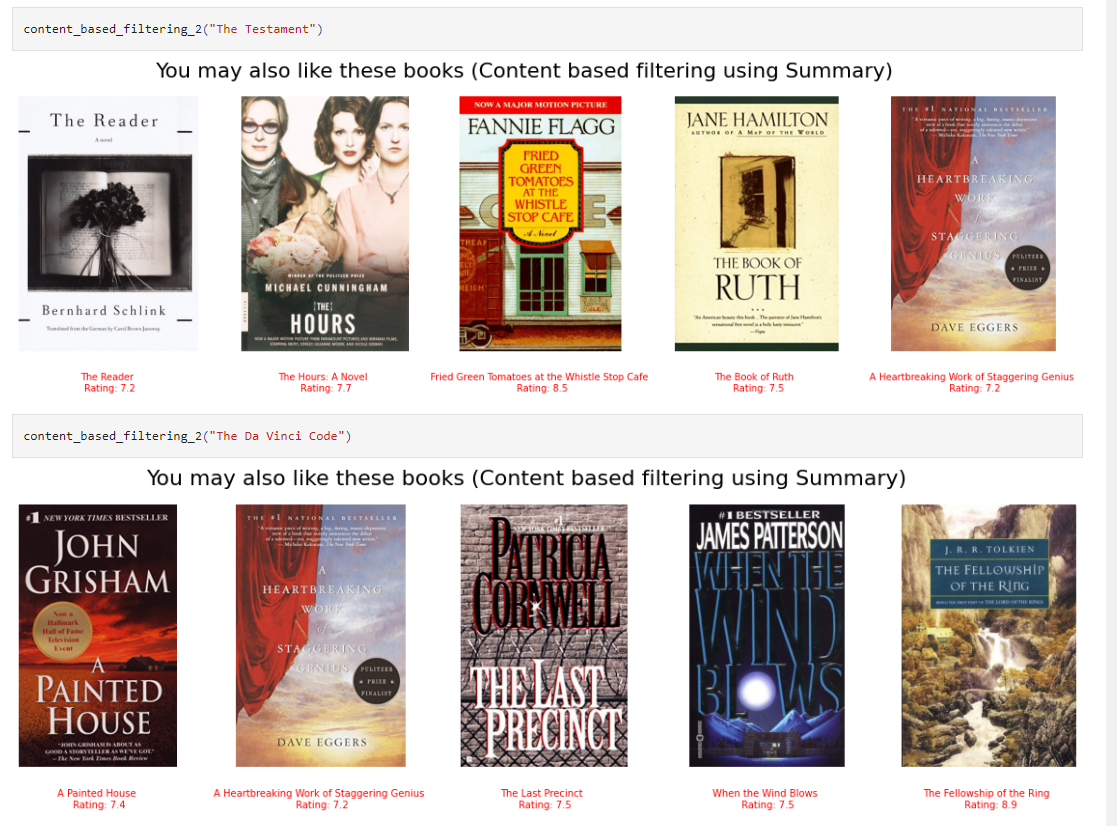 content_based_filtering_2("The Testament")
You may also like these books (Content based filtering using Summary)
The Reader
A novel
Bernhard Schlink
Translated from the German by Carol Brown Janeway
WINNER OF THE PULITZER PRIZE
MICHAEL CUNNINGHAM
{THE}
HOURS
NOW A MAJOR MOTION PICTURE
FANNIE FLAGG
FRIED
GREEN
TOMATOES
AT THE
WHISTLE
STOP CAFE
A Novel
JANE HAMILTON
AUTHOR OF A MAP OF THE WORLD
THE BOOK OF
RUTH
THE #1 NATIONAL BESTSELLER
A
HEARTBREAKING
WORK
of
STAGGERING
GENIUS
PULITZER
PRIZE
FINALIST
DAVE EGGERS
The Reader
Rating: 7.2
The Hours: A Novel
Rating: 7.7
Fried Green Tomatoes at the Whistle Stop Cafe
Rating: 8.5
The Book of Ruth
Rating: 7.5
A Heartbreaking Work of Staggering Genius
Rating: 7.2
content_based_filtering_2("The Da Vinci Code")
You may also like these books (Content based filtering using Summary)
#1 NEW YORK TIMES BESTSELLER
JOHN
GRISHAM
Now a
Hallmark
Hall of Fame
Television
Event
A
PAINTED
HOUSE
"JOHN GRISHAM IS ABOUT AS
GOOD A STORYTELLER AS WE'VE GOT."
—The New York Times Book Review
THE #1 NATIONAL BESTSELLER
A
HEARTBREAKING
WORK
of
STAGGERING
GENIUS
PULITZER
PRIZE
FINALIST
DAVE EGGERS
#1
NEW YORK TIMES BESTSELLER
PATRICIA
CORNWELL
THE LAST
PRECINCT
#1 BESTSELLER
JAMES PATTERSON
WHEN THE
WIND
BLOWS
J. R. R. TOLKIEN
THE FELLOWSHIP
OF THE RING
BEING THE FIRST PART OF THE LORD OF THE RINGS
A Painted House
Rating: 7.4
A Heartbreaking Work of Staggering Genius
Rating: 7.2
The Last Precinct
Rating: 7.5
When the Wind Blows
Rating: 7.5
The Fellowship of the Ring
Rating: 8.9